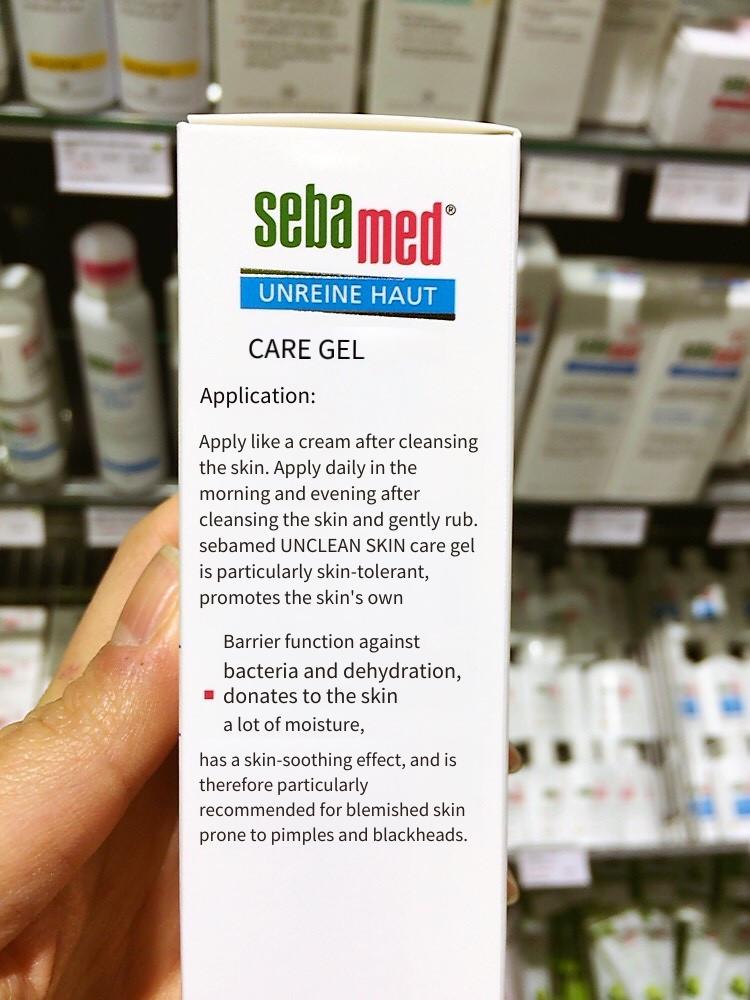 sebamed®
UNREINE HAUT
CARE GEL
Application:
Apply like a cream after cleansing
the skin. Apply daily in the
morning and evening after
cleansing the skin and gently rub.
sebamed UNCLEAN SKIN care gel
is particularly skin-tolerant,
promotes the skin's own
Barrier function against
bacteria and dehydration,
donates to the skin
a lot of moisture,
has a skin-soothing effect, and is
therefore particularly
recommended for blemished skin
prone to pimples and blackheads.